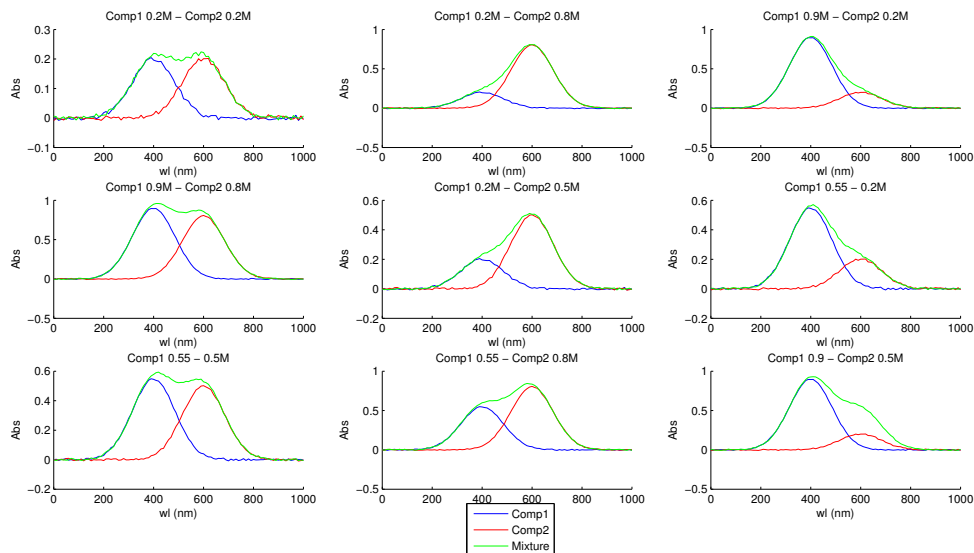 Comp1 0.2M − Comp2 0.2M
0.3
0.2
0.1
0
−0.1
Abs
0 200 400 600 800 1000
wl (nm)
Comp1 0.2M − Comp2 0.8M
1
0.5
0
−0.5
Abs
0 200 400 600 800 1000
wl (nm)
Comp1 0.9M − Comp2 0.2M
1
0.5
0
−0.5
Abs
0 200 400 600 800 1000
wl (nm)
Comp1 0.9M − Comp2 0.8M
1
0.5
0
−0.5
Abs
0 200 400 600 800 1000
wl (nm)
Comp1 0.2M − Comp2 0.5M
0.6
0.4
0.2
0
−0.2
Abs
0 200 400 600 800 1000
wl (nm)
Comp1 0.55 − 0.2M
0.6
0.4
0.2
0
−0.2
Abs
0 200 400 600 800 1000
wl (nm)
Comp1 0.55 − 0.5M
0.6
0.4
0.2
0
−0.2
Abs
0 200 400 600 800 1000
wl (nm)
Comp1 0.55 − Comp2 0.8M
1
0.5
0
−0.5
Abs
0 200 400 600 800 1000
wl (nm)
Comp1 0.9 − Comp2 0.5M
1
0.5
0
−0.5
Abs
0 200 400 600 800 1000
wl (nm)
Comp1
Comp2
Mixture